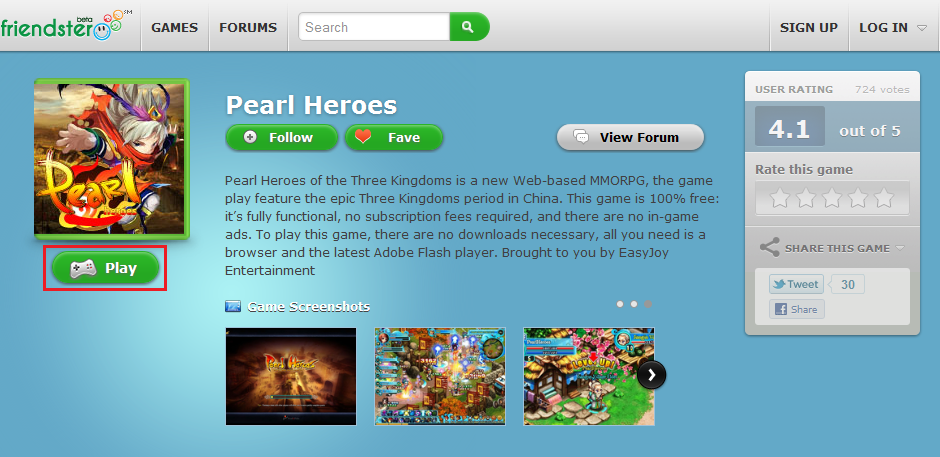 friendster beta SM
GAMES
FORUMS
Search
SIGN UP
LOG IN
Pearl Heroes
Play
Pearl Heroes
Follow
Fave
View Forum
Pearl Heroes of the Three Kingdoms is a new Web-based MMORPG, the game
play feature the epic Three Kingdoms period in China. This game is 100% free:
it's fully functional, no subscription fees required, and there are no in-game
ads. To play this game, there are no downloads necessary, all you need is a
browser and the latest Adobe Flash player. Brought to you by EasyJoy
Entertainment
Game Screenshots
Pearl Heroes
USER RATING 724 votes
4.1 out of 5
Rate this game
SHARE THIS GAME
Tweet 30
Share